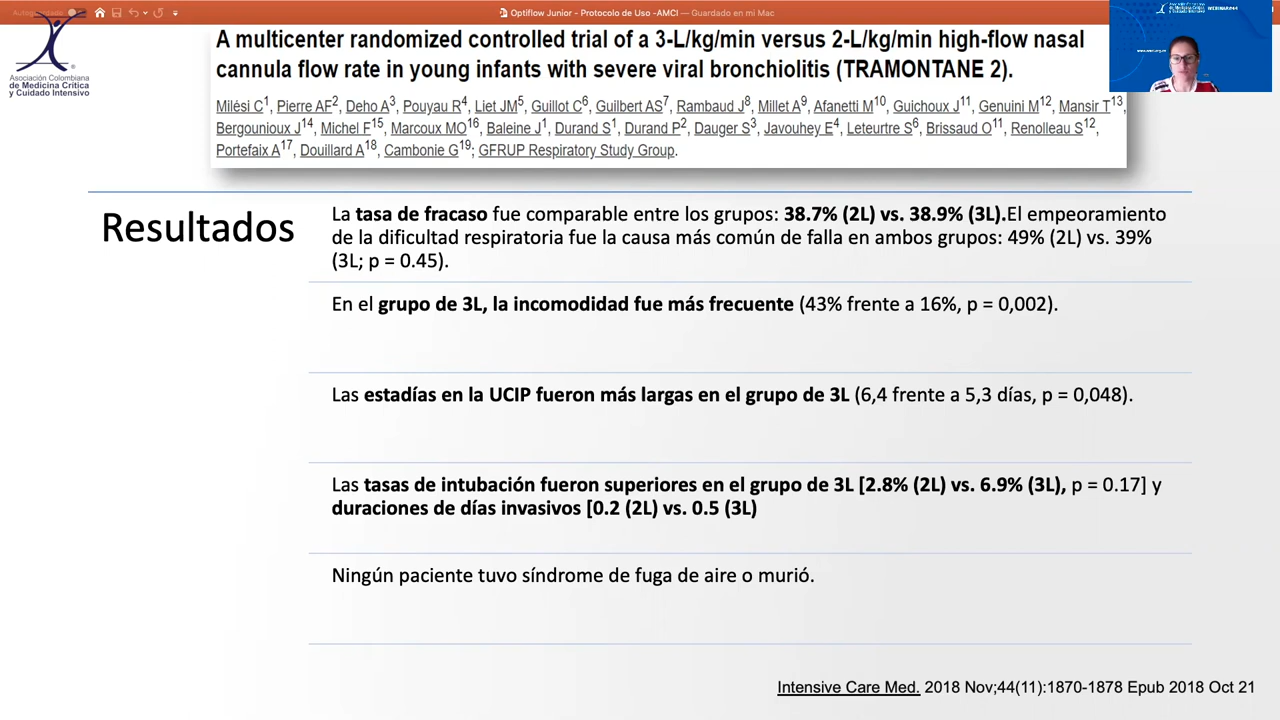 Optiflow Junior - Protocolo de Uso -AMCI — Guardado en mi Mac
Asociación Colombiana
de Medicina Crítica
y Cuidado Intensivo
A multicenter randomized controlled trial of a 3-L/kg/min versus 2-L/kg/min high-flow nasal
cannula flow rate in young infants with severe viral bronchiolitis (TRAMONTANE 2).
Milési C1, Pierre AF2, Deho A3, Pouyau R4, Liet JM5, Guillot C6, Guilbert AS7, Rambaud J8, Millet A9, Afanetti M10, Guichoux J11, Genuini M12, Mansir T13,
Bergounioux J14, Michel F15, Marcoux MO16, Baleine J1, Durand S1, Durand P2, Dauger S3, Javouhey E4, Leteurtre S6, Brissaud O11, Renolleau S12,
Portefaix A17, Douillard A18, Cambonie G19; GFRUP Respiratory Study Group.
Resultados
La tasa de fracaso fue comparable entre los grupos: 38.7% (2L) vs. 38.9% (3L).El empeoramiento
de la dificultad respiratoria fue la causa más común de falla en ambos grupos: 49% (2L) vs. 39%
(3L; p = 0.45).
En el grupo de 3L, la incomodidad fue más frecuente (43% frente a 16%, p = 0,002).
Las estadías en la UCIP fueron más largas en el grupo de 3L (6,4 frente a 5,3 días, p = 0,048).
Las tasas de intubación fueron superiores en el grupo de 3L [2.8% (2L) vs. 6.9% (3L), p = 0.17] y
duraciones de días invasivos [0.2 (2L) vs. 0.5 (3L)
Ningún paciente tuvo síndrome de fuga de aire o murió.
Intensive Care Med. 2018 Nov;44(11):1870-1878 Epub 2018 Oct 21